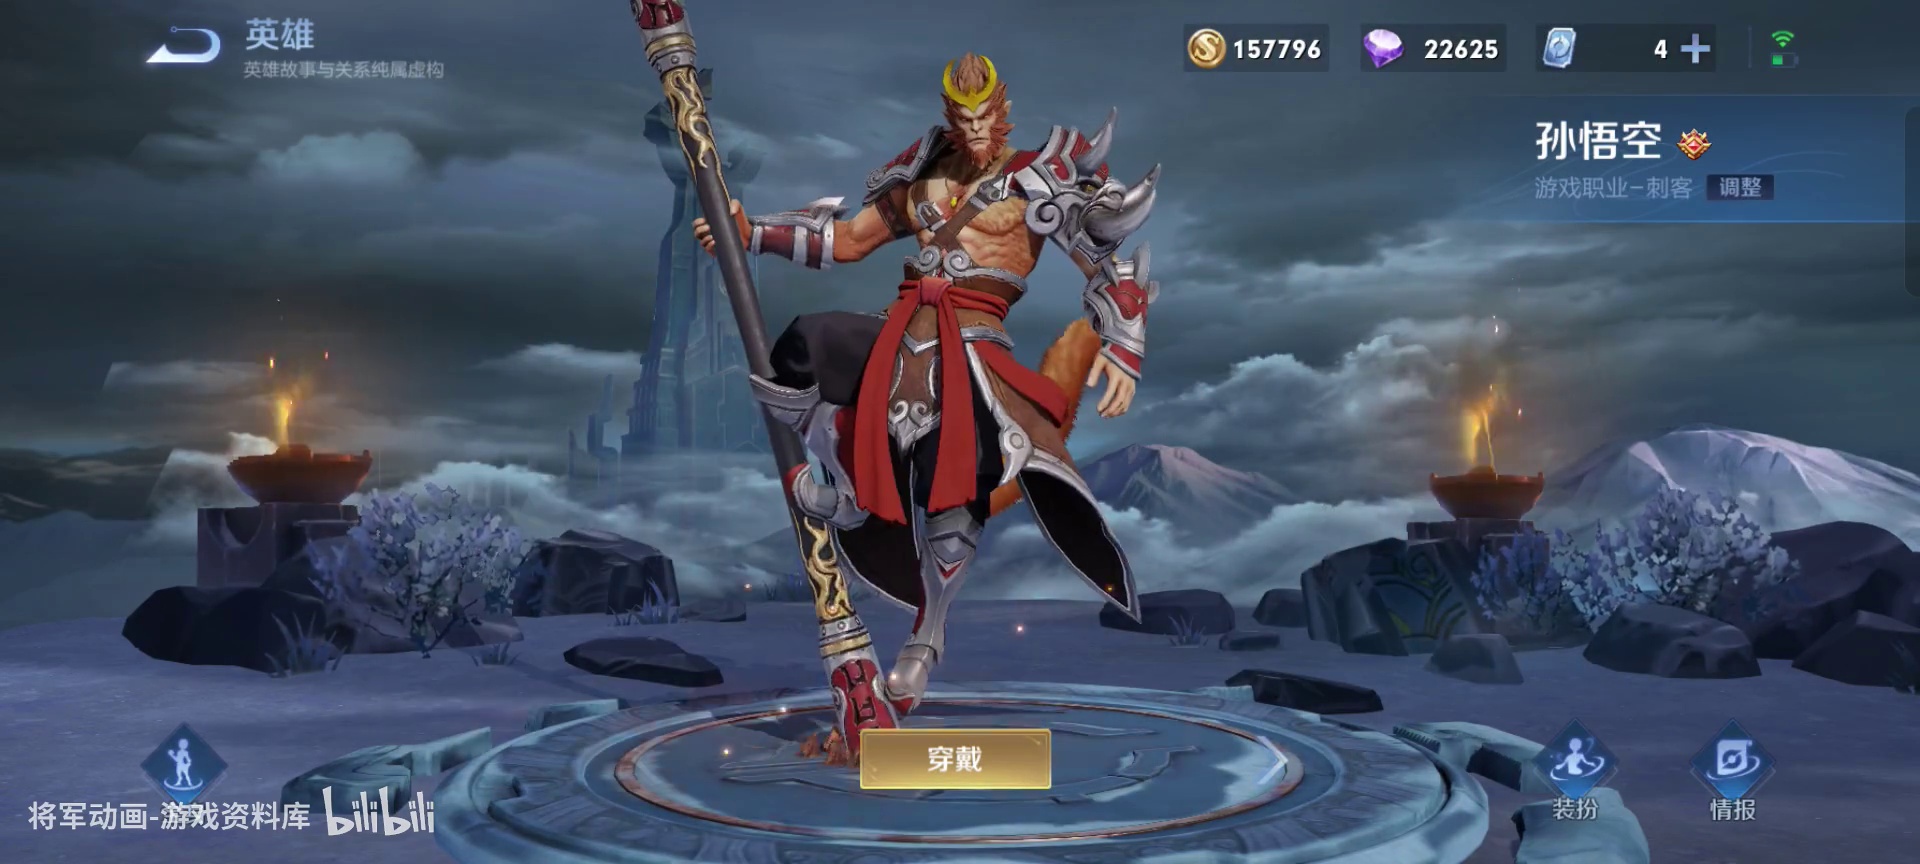 英雄
英雄故事与关系纯属虚构
157796
22625
4
孙悟空
游戏职业-刺客
调整
穿戴
将军动画-游戏资料库 bilibili
装扮
情报